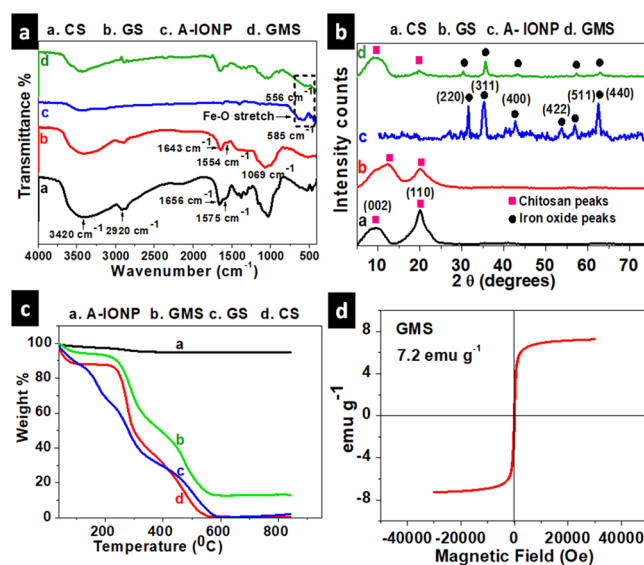 a
a. CS b. GS c. A-IONP d. GMS
Transmittance %
d
c
b
a
556 cm-1
Fe-O stretch
585 cm-1
1643 cm-1
1554 cm-1
1069 cm-1
1656 cm-1
1575 cm-1
3420 cm-1 2920 cm-1
4000 3500 3000 2500 2000 1500 1000 500
Wavenumber (cm-1)
b
a. CS b. GS c. A- IONP d. GMS
Intensity counts
d
c
b
a
(220) (311) (400) (422) (511) (440)
(002) (110)
Chitosan peaks
Iron oxide peaks
10 20 30 40 50 60 70
2 θ (degrees)
c
a. A-IONP b. GMS c. GS d. CS
Weight %
100
80
60
40
20
0
a
b
c
d
0 200 400 600 800
Temperature (⁰C)
d
GMS
7.2 emu g-1
emu g-1
8
4
0
-4
-8
-40000 -20000 0 20000 40000
Magnetic Field (Oe)